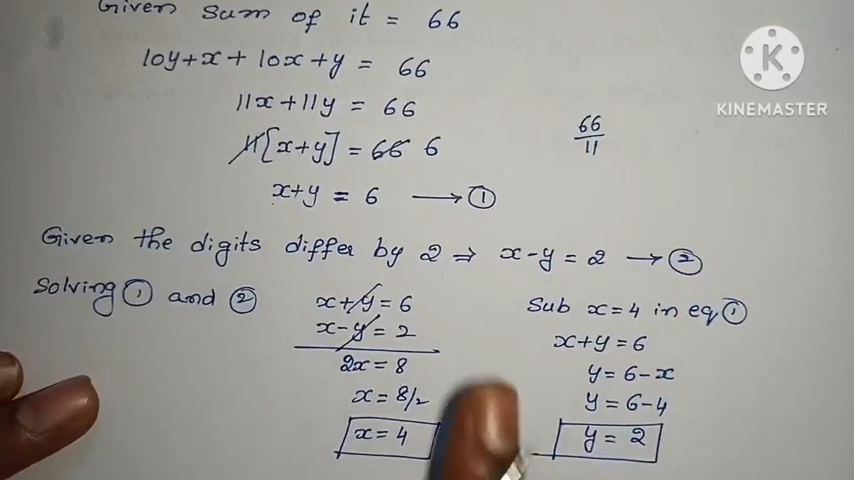 Given sum of it = 66
10y+x + 10x+y = 66
11x+11y = 66
11[x+y] = 66 6
66/11
x+y = 6 → ①
Given the digits differ by 2 ⇒ x-y = 2 → ②
Solving ① and ②
x+y = 6
x-y = 2
2x = 8
x = 8/2
x = 4
Sub x=4 in eq ①
x+y = 6
y = 6-x
y = 6-4
y = 2
K
KINEMASTER